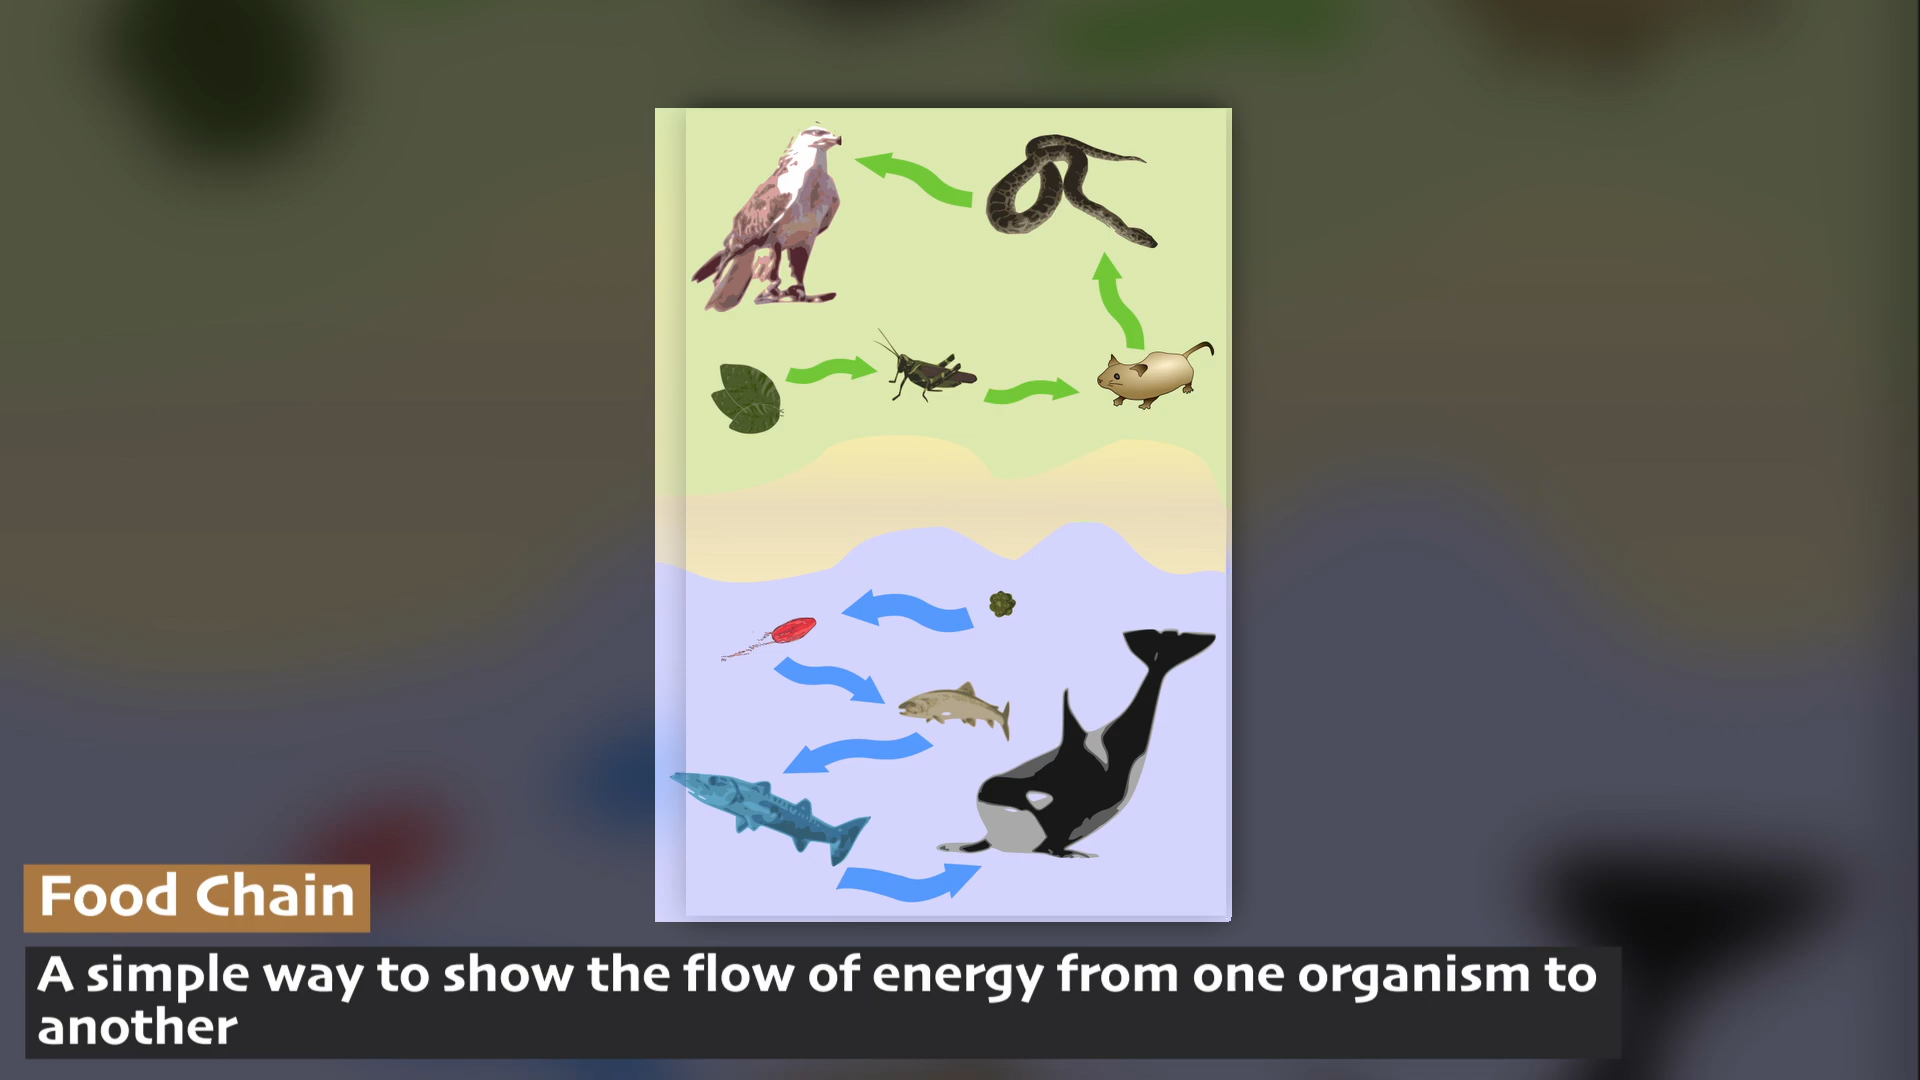 Food Chain
A simple way to show the flow of energy from one organism to
another